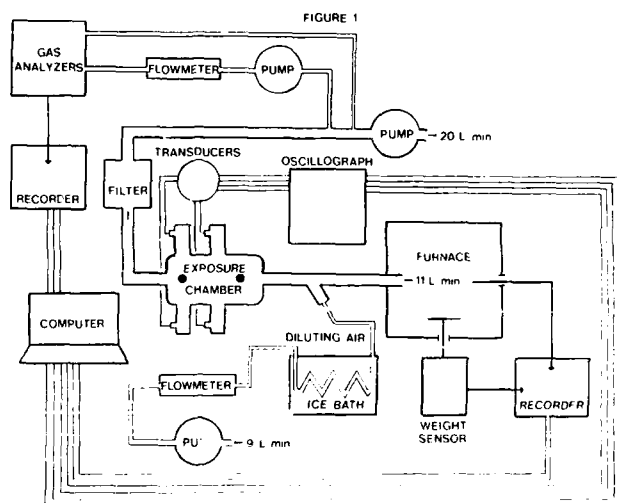 FIGURE 1
GAS
ANALYZERS
FLOWMETER
PUMP
PUMP
20 L min
TRANSDUCERS
OSCILLOGRAPH
RECORDER
FILTER
FURNACE
EXPOSURE
CHAMBER
11 L min
COMPUTER
DILUTING AIR
FLOWMETER
ICE BATH
WEIGHT
SENSOR
RECORDER
PU
9 L min